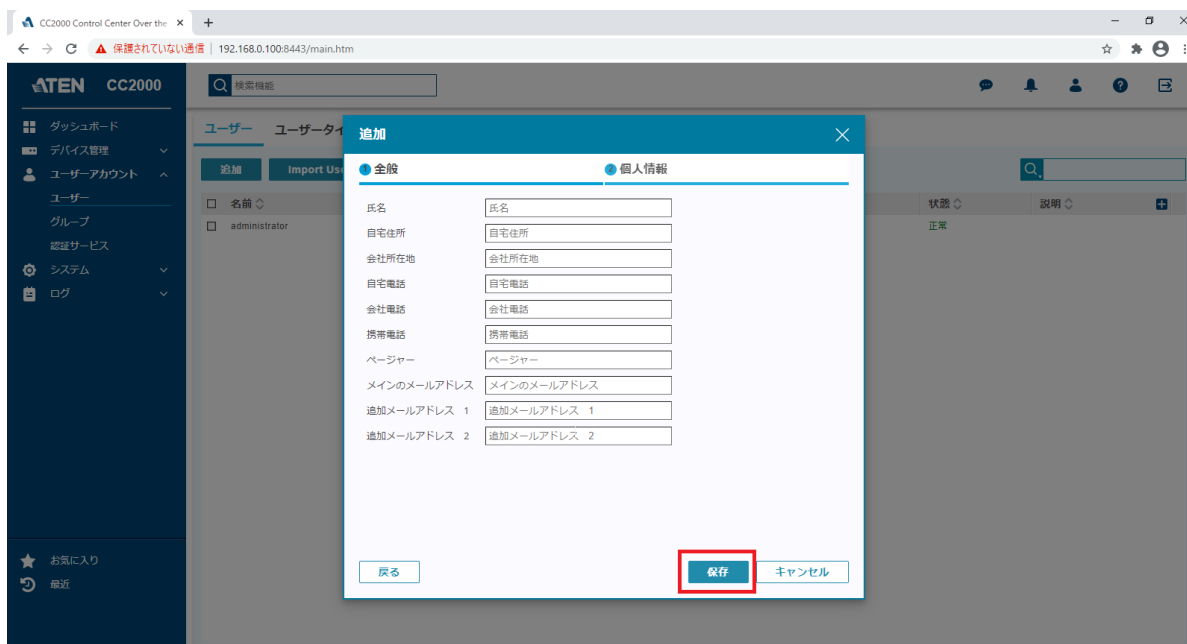 CC2000 Control Center Over the
保護されていない通信 | 192.168.0.100:8443/main.htm
ATEN CC2000
検索機能
ダッシュボード
デバイス管理
ユーザーアカウント
ユーザー
グループ
認証サービス
システム
ログ
お気に入り
最近
ユーザー ユーザータイ
追加 Import Use
名前 状態 説明
administrator 正常
追加
1 全般 2 個人情報
氏名 氏名
自宅住所 自宅住所
会社所在地 会社所在地
自宅電話 自宅電話
会社電話 会社電話
携帯電話 携帯電話
ページャー ページャー
メインのメールアドレス メインのメールアドレス
追加メールアドレス 1 追加メールアドレス 1
追加メールアドレス 2 追加メールアドレス 2
戻る 保存 キャンセル